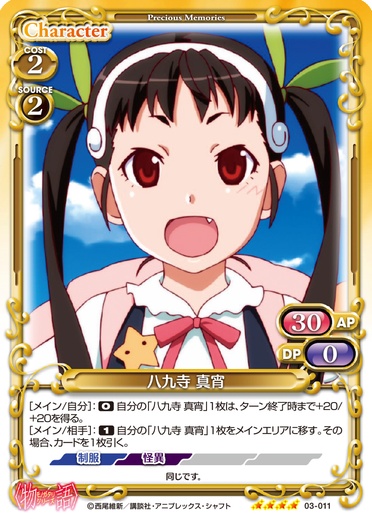 Precious Memories
Character
COST
2
SOURCE
2
30 AP
DP 0
八九寺 真宵
[メイン/自分]:0自分の「八九寺 真宵」1枚は、ターン終了時まで+20/
+20を得る。
[メイン/相手]:1自分の「八九寺 真宵」1枚をメインエリアに移す。その
場合、カードを1枚引く。
制服 怪異
同じです。
物語
©西尾維新／講談社・アニプレックス・シャフト
★★★★ 03-011